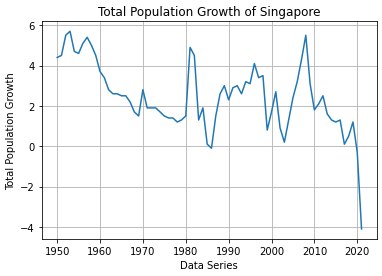 Total Population Growth of Singapore
Total Population Growth
6
4
2
0
−2
−4
1950 1960 1970 1980 1990 2000 2010 2020
Data Series